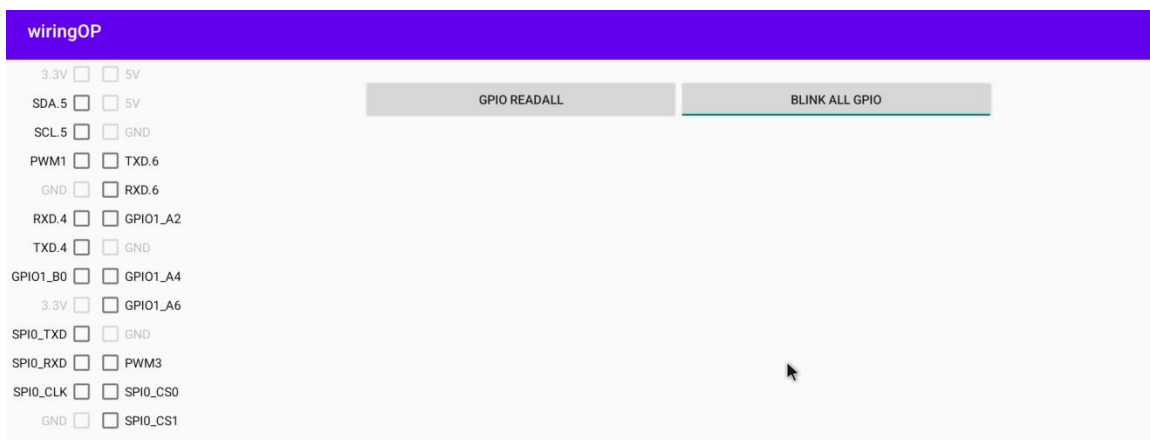 wiringOP
3.3V 5V
SDA.5 5V
GPIO READALL BLINK ALL GPIO
SCL.5 GND
PWM1 TXD.6
GND RXD.6
RXD.4 GPIO1_A2
TXD.4 GND
GPIO1_B0 GPIO1_A4
3.3V GPIO1_A6
SPI0_TXD GND
SPI0_RXD PWM3
SPI0_CLK SPI0_CS0
GND SPI0_CS1